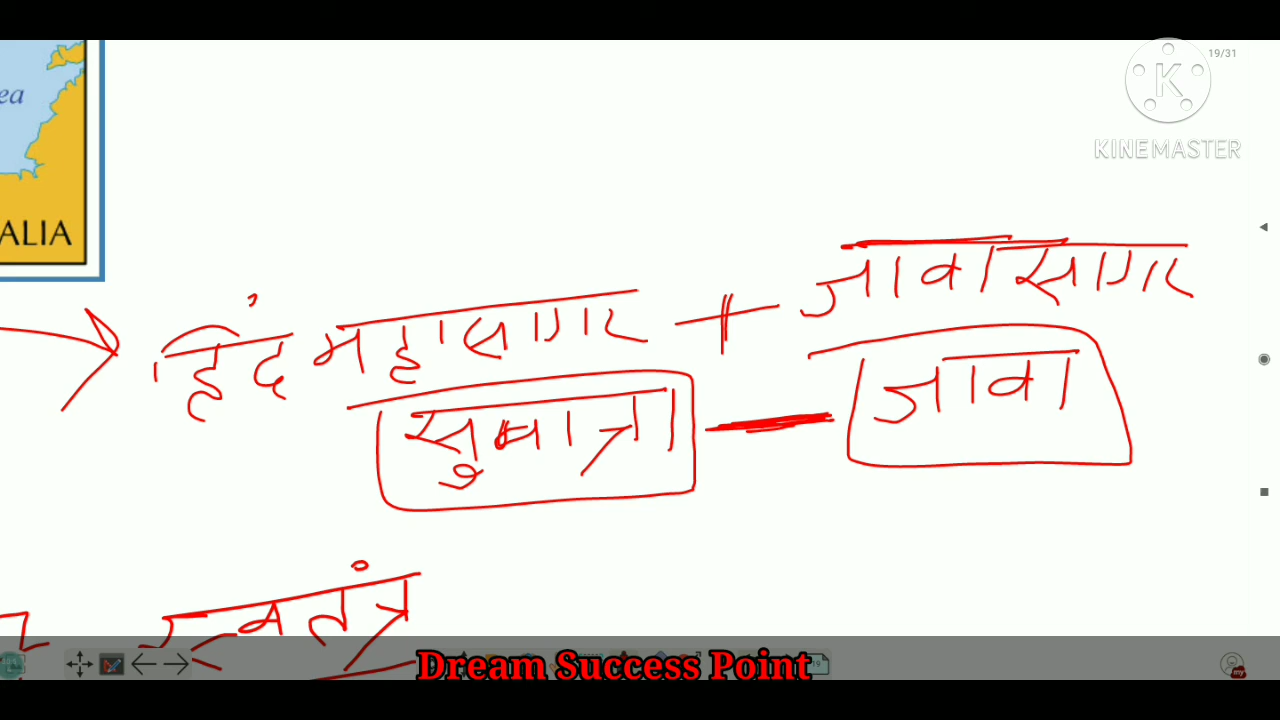 19/31
ea
KINEMASTER
ALIA
हिंद महासागर + जावा सागर
सुमात्रा — जावा
स्वतंत्र
Dream Success Point